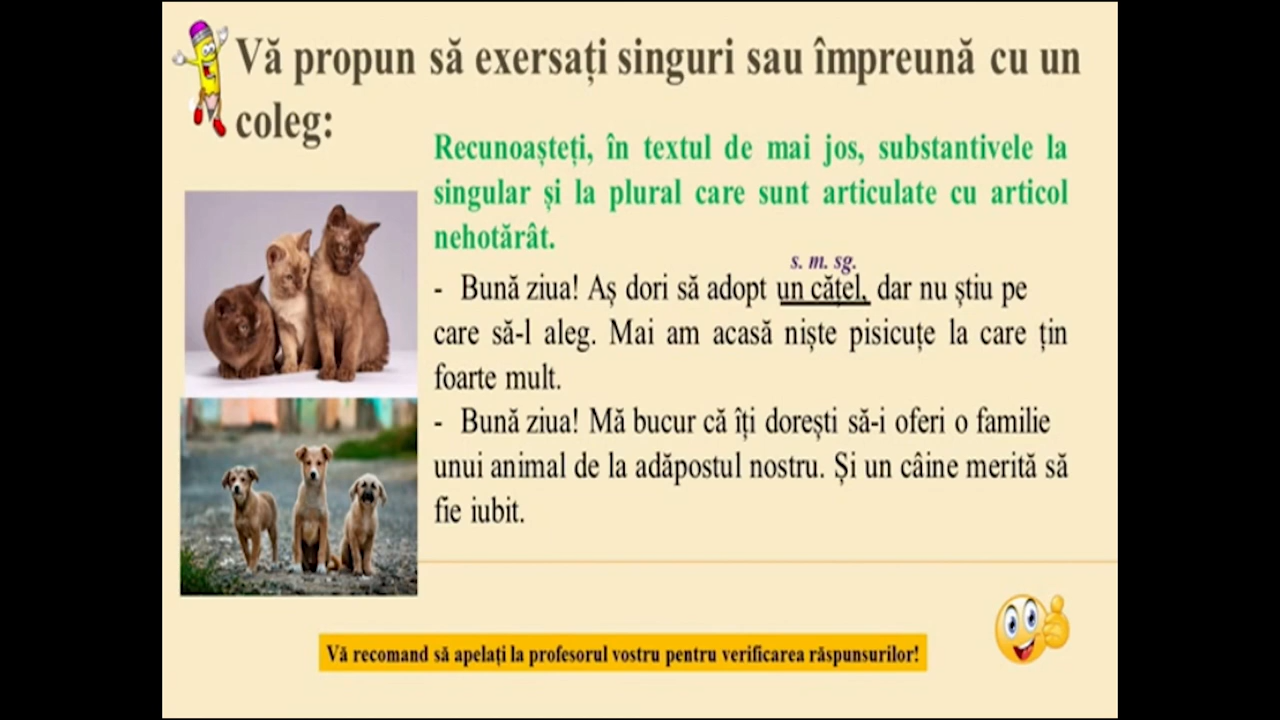 Vă propun să exersați singuri sau împreună cu un
coleg:
Recunoașteți, în textul de mai jos, substantivele la
singular și la plural care sunt articulate cu articol
nehotărât.
s. m. sg.
- Bună ziua! Aș dori să adopt un cățel, dar nu știu pe
care să-l aleg. Mai am acasă niște pisicuțe la care țin
foarte mult.
- Bună ziua! Mă bucur că îți dorești să-i oferi o familie
unui animal de la adăpostul nostru. Și un câine merită să
fie iubit.
Vă recomand să apelați la profesorul vostru pentru verificarea răspunsurilor!